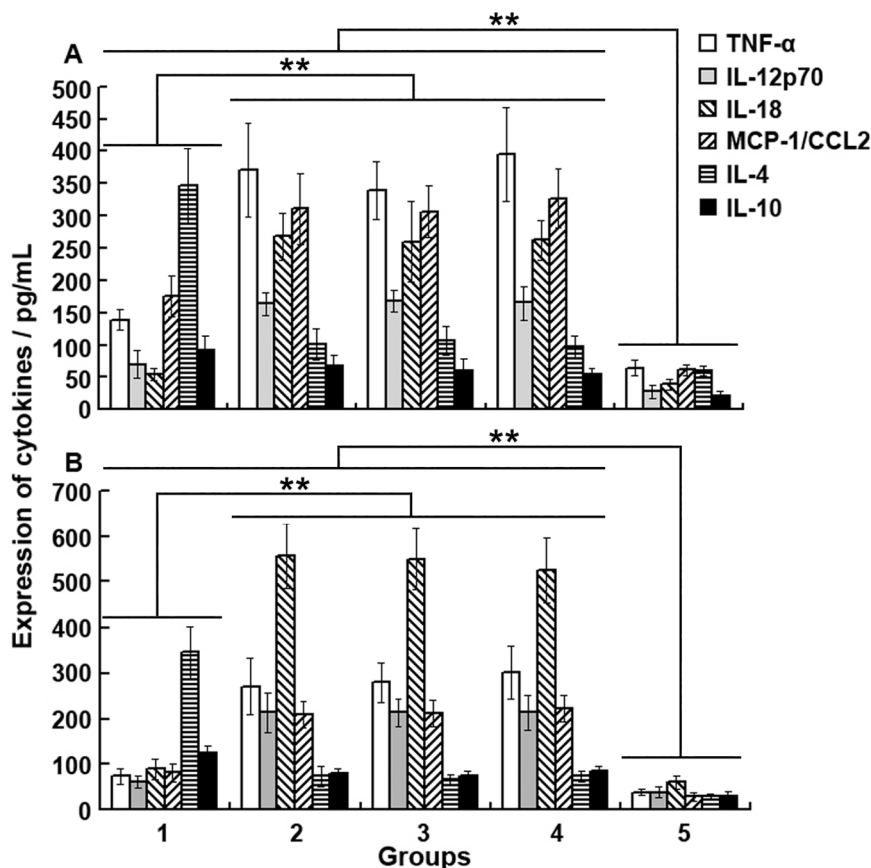 **
A
**
TNF-α
IL-12p70
IL-18
MCP-1/CCL2
IL-4
IL-10
500
450
400
350
300
250
200
150
100
50
0
Expression of cytokines / pg/mL
B
**
**
700
600
500
400
300
200
100
0
1 2 3 4 5
Groups